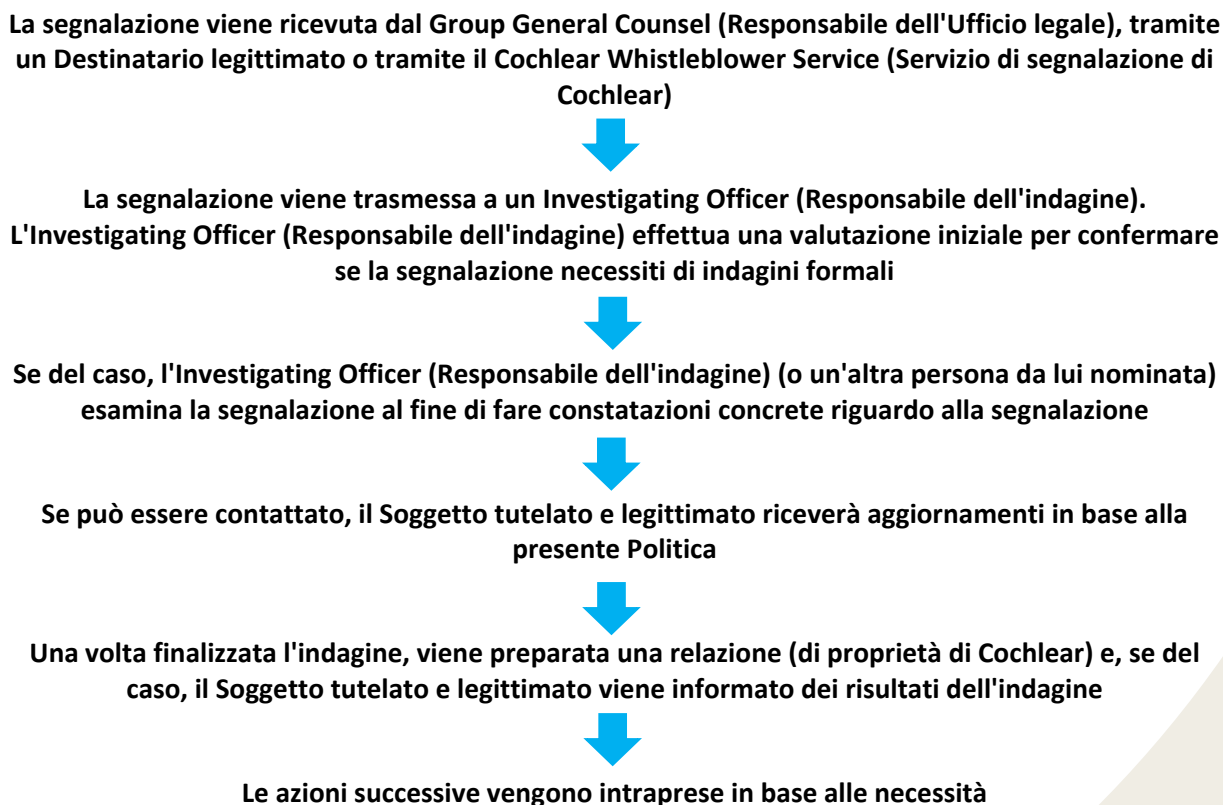 La segnalazione viene ricevuta dal Group General Counsel (Responsabile dell'Ufficio legale), tramite
un Destinatario legittimato o tramite il Cochlear Whistleblower Service (Servizio di segnalazione di
Cochlear)
La segnalazione viene trasmessa a un Investigating Officer (Responsabile dell'indagine).
L'Investigating Officer (Responsabile dell'indagine) effettua una valutazione iniziale per confermare
se la segnalazione necessiti di indagini formali
Se del caso, l'Investigating Officer (Responsabile dell'indagine) (o un'altra persona da lui nominata)
esamina la segnalazione al fine di fare constatazioni concrete riguardo alla segnalazione
Se può essere contattato, il Soggetto tutelato e legittimato riceverà aggiornamenti in base alla
presente Politica
Una volta finalizzata l'indagine, viene preparata una relazione (di proprietà di Cochlear) e, se del
caso, il Soggetto tutelato e legittimato viene informato dei risultati dell'indagine
Le azioni successive vengono intraprese in base alle necessità